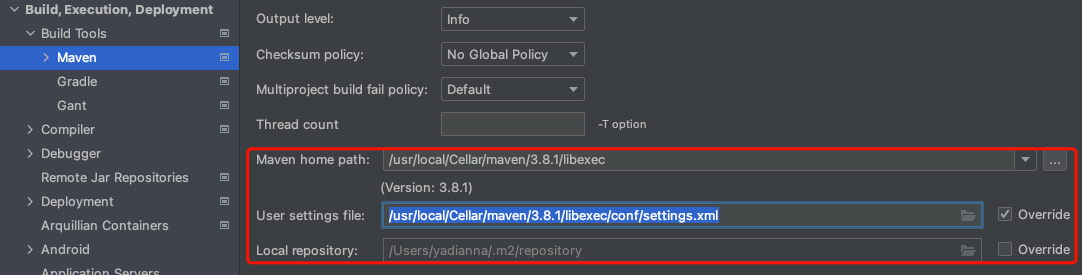 Build, Execution, Deployment
Build Tools
Maven
Gradle
Gant
Compiler
Debugger
Remote Jar Repositories
Deployment
Arquillian Containers
Android
Application Servers
Output level: Info
Checksum policy: No Global Policy
Multiproject build fail policy: Default
Thread count -T option
Maven home path: /usr/local/Cellar/maven/3.8.1/libexec ...
(Version: 3.8.1)
User settings file: /usr/local/Cellar/maven/3.8.1/libexec/conf/settings.xml Override
Local repository: /Users/yadianna/.m2/repository Override